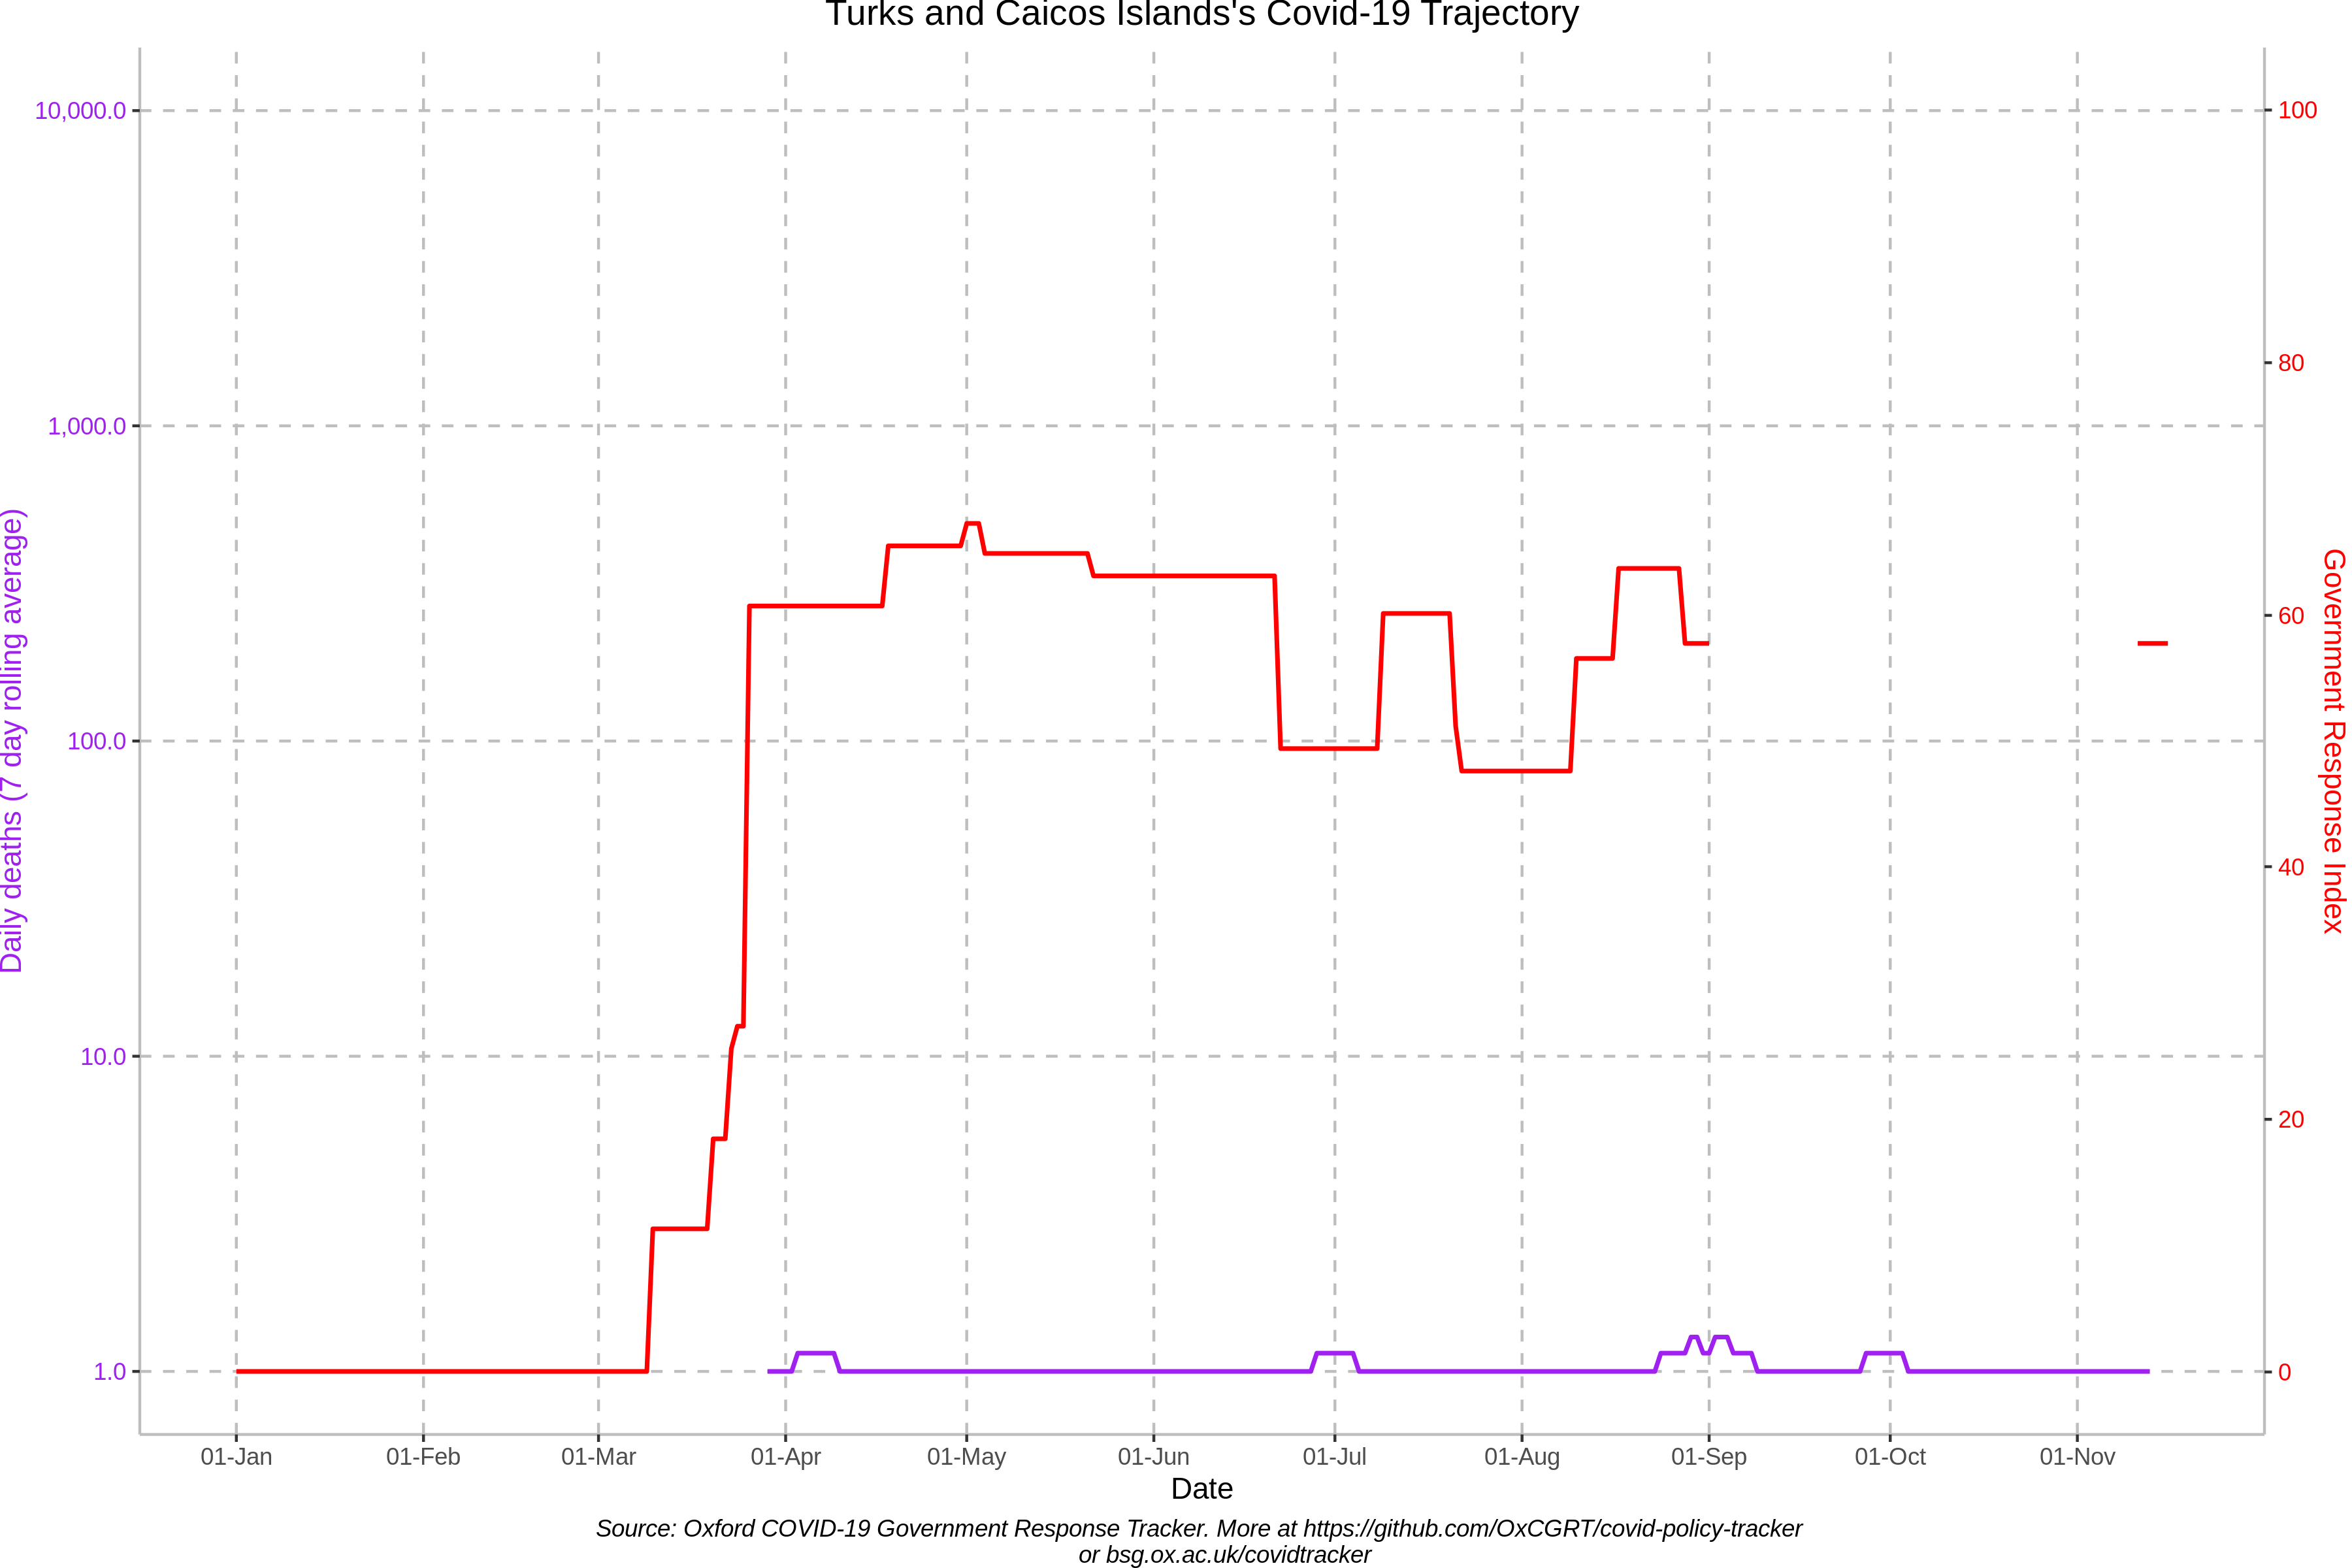 Turks and Caicos Islands's Covid-19 Trajectory
10,000.0
1,000.0
100.0
10.0
1.0
Daily deaths (7 day rolling average)
100
80
60
40
20
0
Government Response Index
01-Jan
01-Feb
01-Mar
01-Apr
01-May
01-Jun
01-Jul
01-Aug
01-Sep
01-Oct
01-Nov
Date
Source: Oxford COVID-19 Government Response Tracker. More at https://github.com/OxCGRT/covid-policy-tracker
or bsg.ox.ac.uk/covidtracker